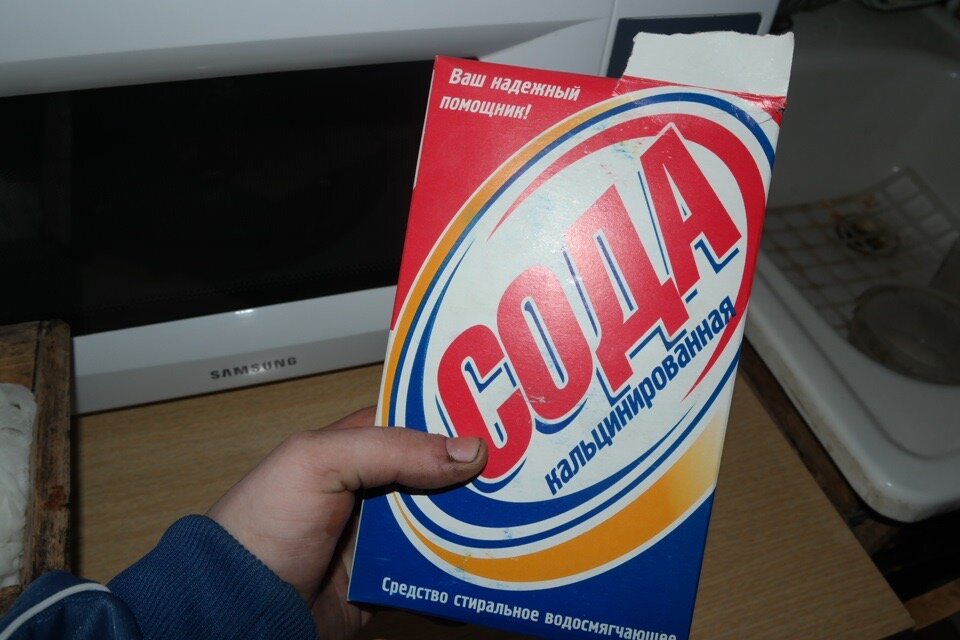 Ваш надежный
помощник!
СОДА
кальцинированная
Средство стиральное водосмягчающее
SAMSUNG